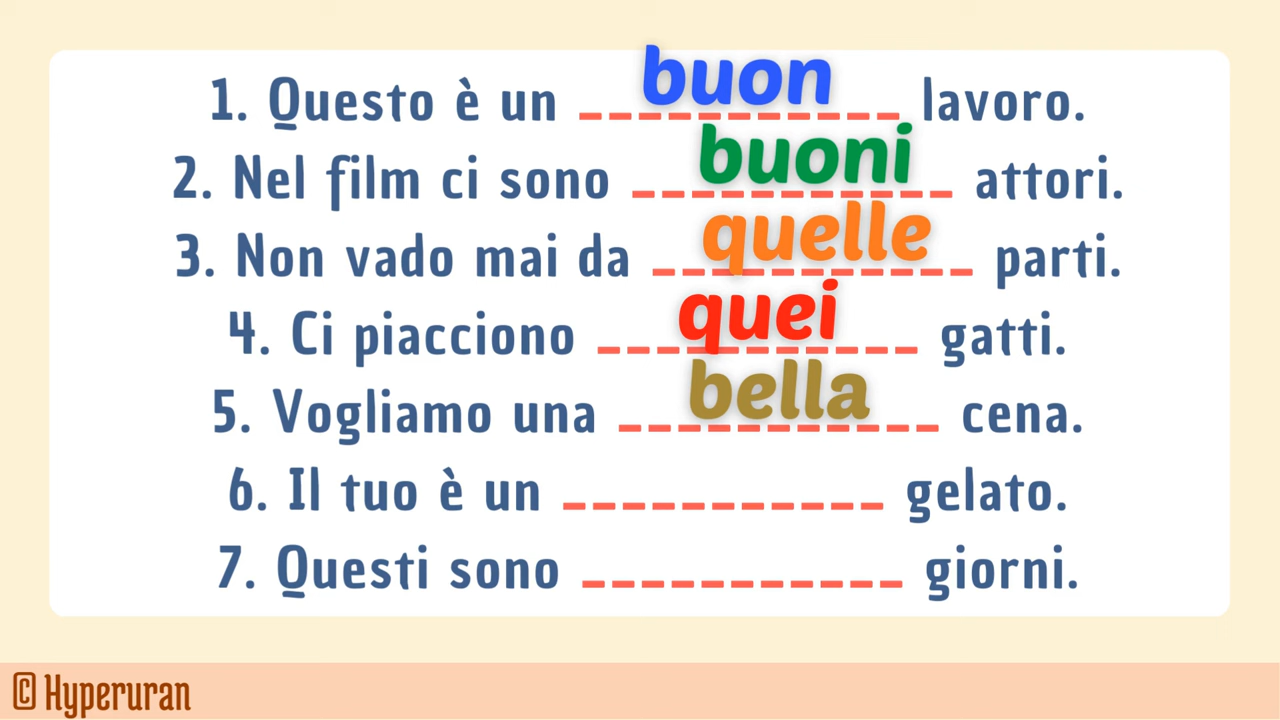 1. Questo è un buon lavoro.
2. Nel film ci sono buoni attori.
3. Non vado mai da quelle parti.
4. Ci piacciono quei gatti.
5. Vogliamo una bella cena.
6. Il tuo è un ___________ gelato.
7. Questi sono ___________ giorni.
© Hyperuran